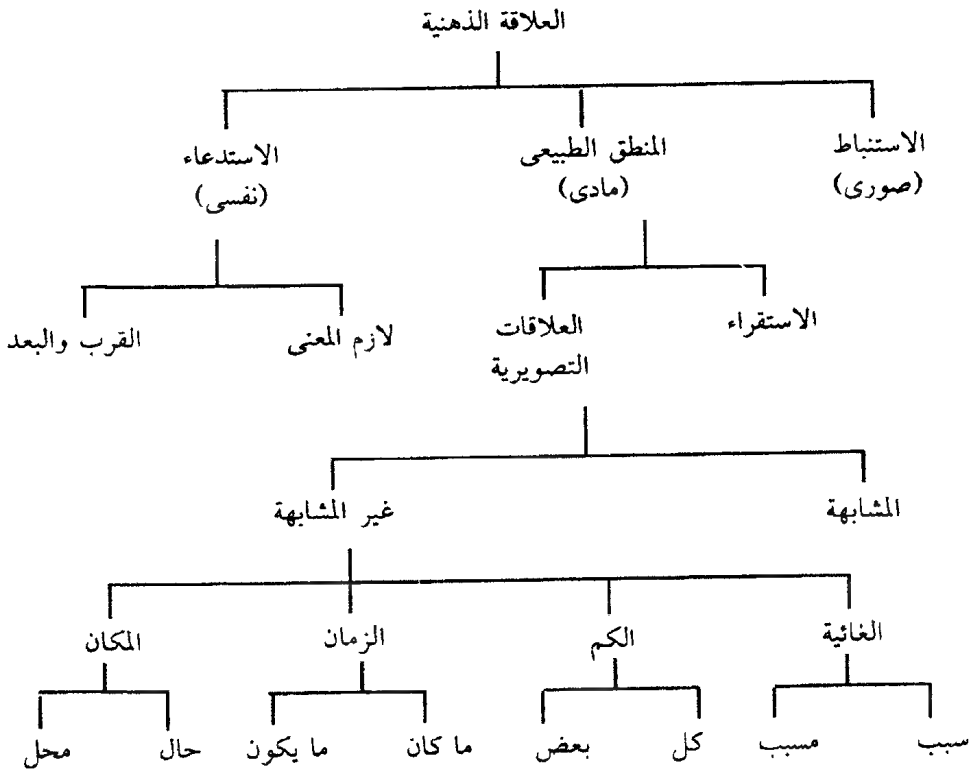 العلاقة الذهنية
الاستنباط
(صورى)
المنطق الطبيعى
(مادى)
الاستدعاء
(نفسى)
الاستقراء
العلاقات
التصويرية
لازم المعنى
القرب والبعد
المشابهة
غير المشابهة
الغائية
الكم
الزمان
المكان
سبب
مسبب
كل
بعض
ما كان
ما يكون
حال
محل